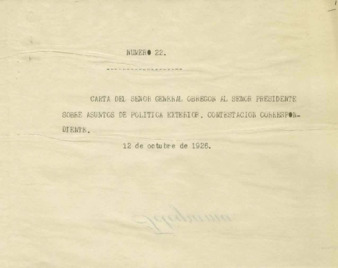 NUMERO 22.
CARTA DEL SEÑOR GENERAL OBREGON AL SEÑOR PRESIDENTE
SOBRE ASUNTOS DE POLITICA EXTERIOR. CONTESTACION CORRESPON-
DIENTE.
12 de octubre de 1926.